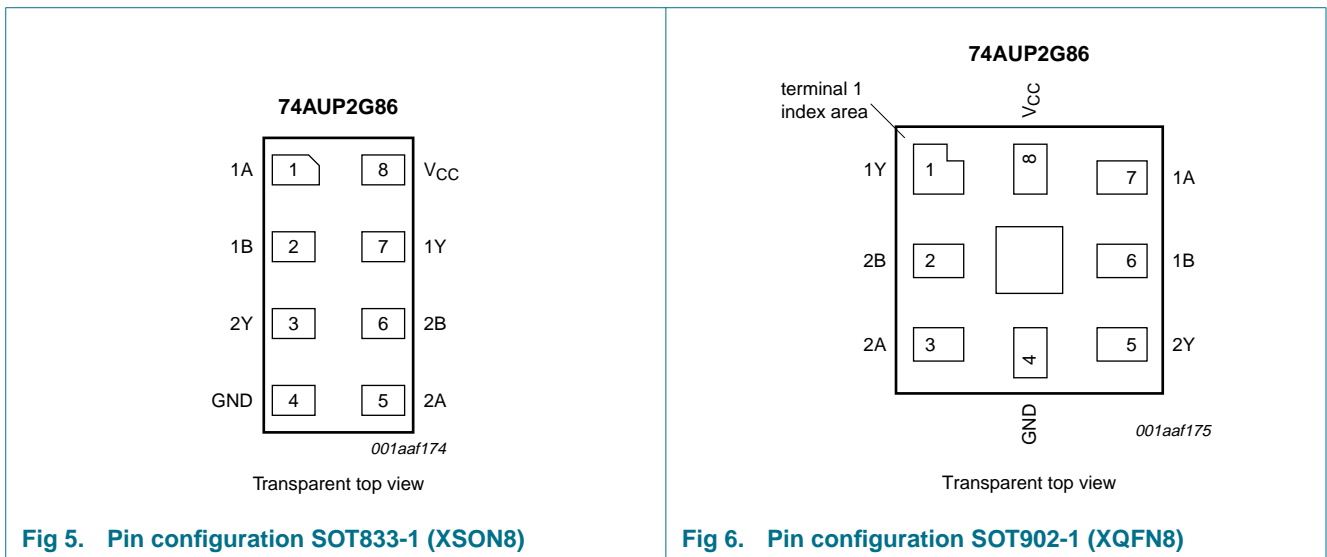 74AUP2G86
1A 1 8 VCC
1B 2 7 1Y
2Y 3 6 2B
GND 4 5 2A
001aaf174
Transparent top view
Fig 5. Pin configuration SOT833-1 (XSON8)
74AUP2G86
terminal 1
index area
VCC
1Y 1 8 7 1A
2B 2 6 1B
2A 3 4 5 2Y
GND
001aaf175
Transparent top view
Fig 6. Pin configuration SOT902-1 (XQFN8)